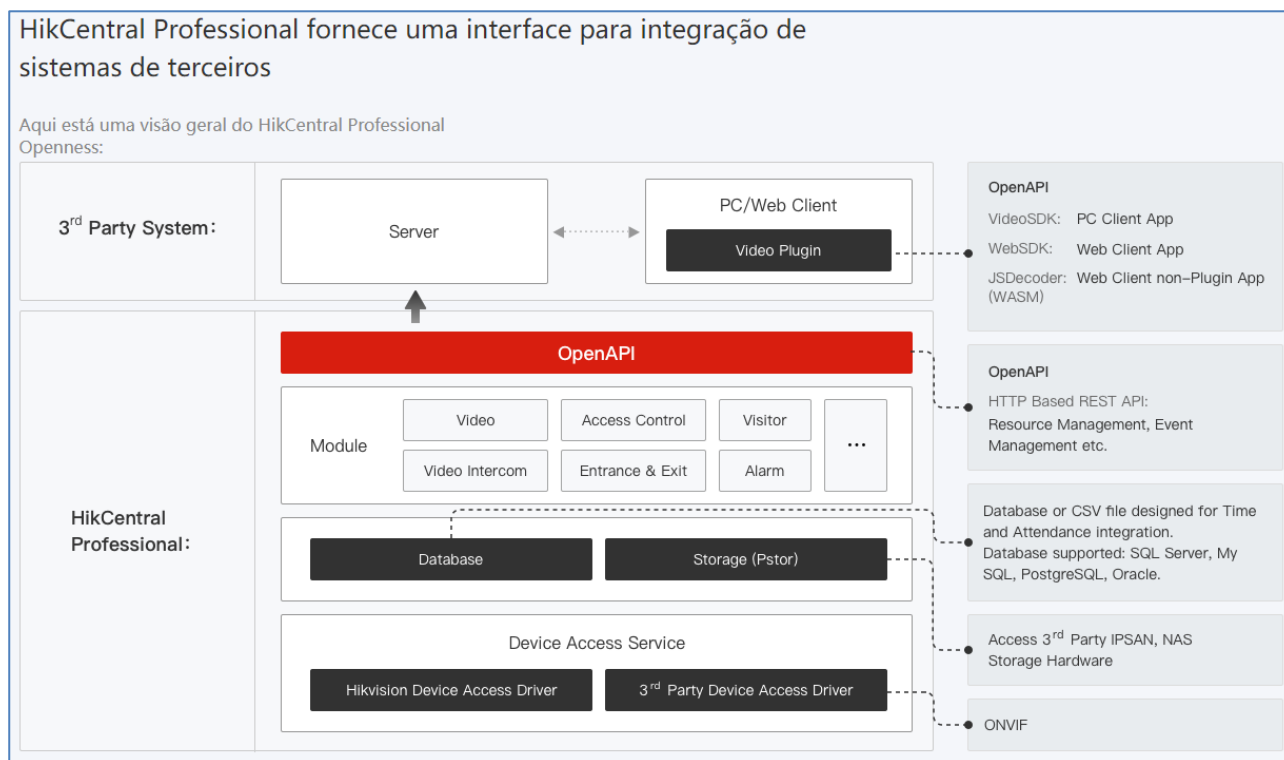 HikCentral Professional fornece uma interface para integração de
sistemas de terceiros
Aqui está uma visão geral do HikCentral Professional
Openness:
3rd Party System:
Server
PC/Web Client
Video Plugin
OpenAPI
VideoSDK: PC Client App
WebSDK: Web Client App
JSDecoder: Web Client non-Plugin App
(WASM)
HikCentral
Professional:
OpenAPI
Module
Video
Access Control
Visitor
...
Video Intercom
Entrance & Exit
Alarm
Database
Storage (Pstor)
Device Access Service
Hikvision Device Access Driver
3rd Party Device Access Driver
OpenAPI
HTTP Based REST API:
Resource Management, Event
Management etc.
Database or CSV file designed for Time
and Attendance integration.
Database supported: SQL Server, My
SQL, PostgreSQL, Oracle.
Access 3rd Party IPSAN, NAS
Storage Hardware
ONVIF